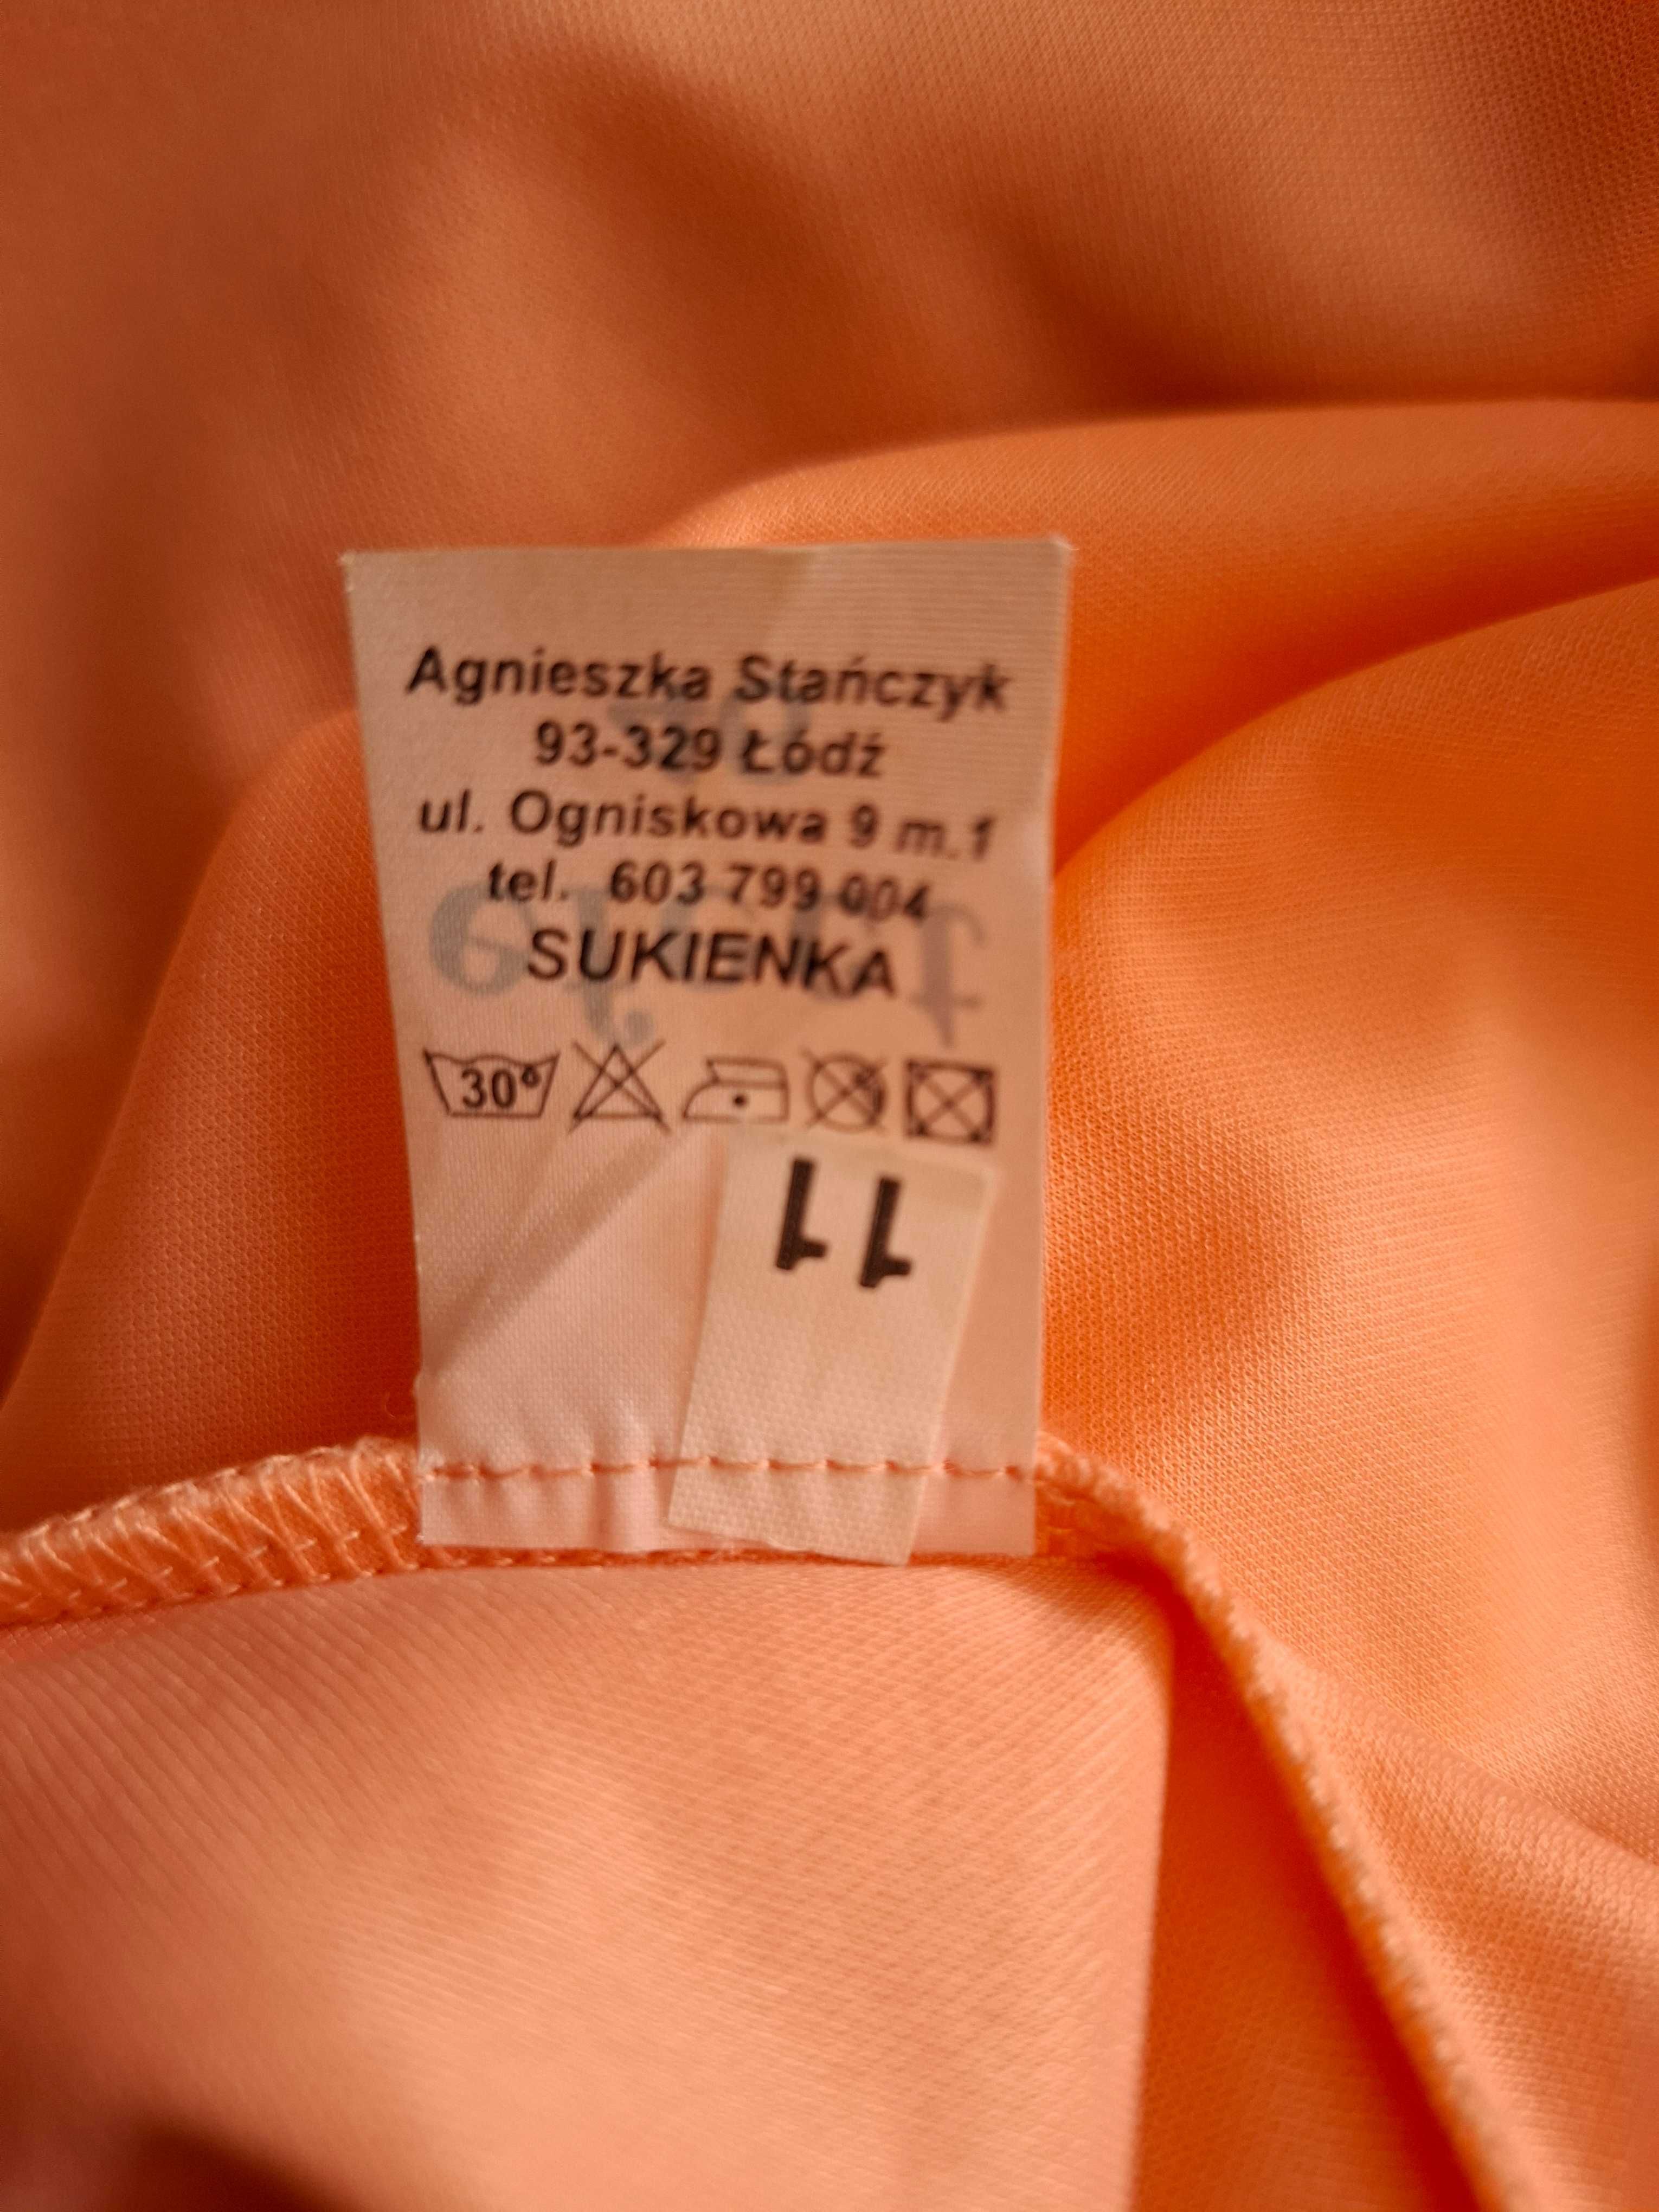 Agnieszka Stańczyk
93-329 Łódź
ul. Ogniskowa 9 m.1
tel. 603 799 004
SUKIENKA
30°
11